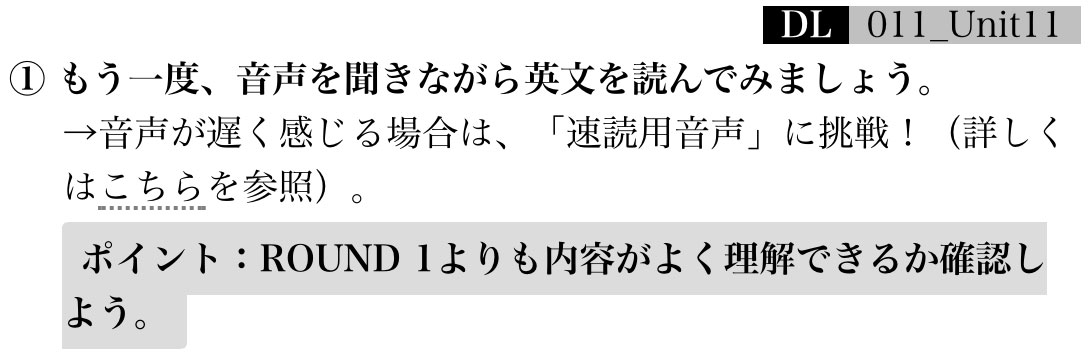 DL 011_Unit11
① もう一度、音声を聞きながら英文を読んでみましょう。
→音声が遅く感じる場合は、「速読用音声」に挑戦！（詳しく
はこちらを参照）。
ポイント：ROUND 1よりも内容がよく理解できるか確認し
よう。